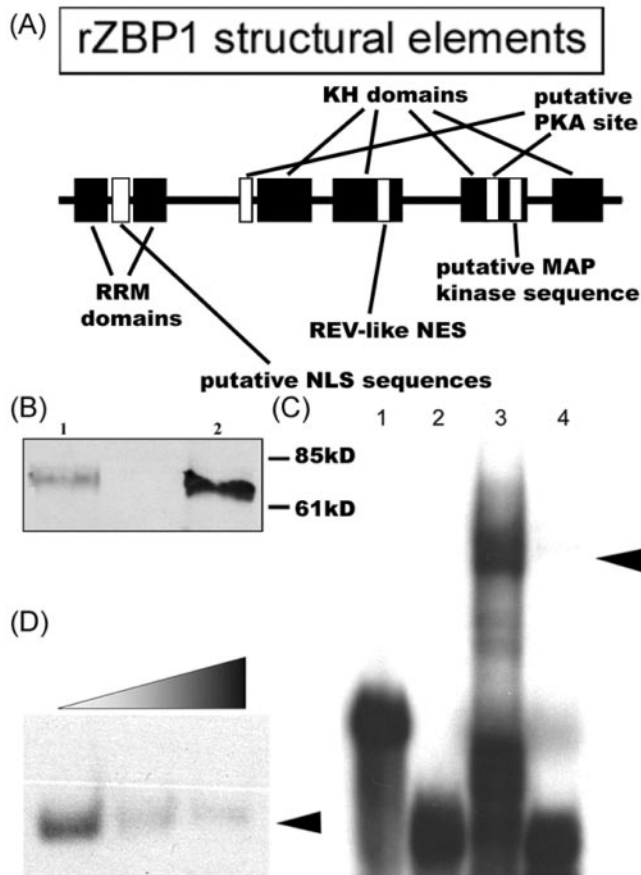 (A)
rZBP1 structural elements
KH domains
putative
PKA site
RRM
domains
putative MAP
kinase sequence
REV-like NES
putative NLS sequences
(B)
1 2
85kD
61kD
(C)
1 2 3 4
(D)